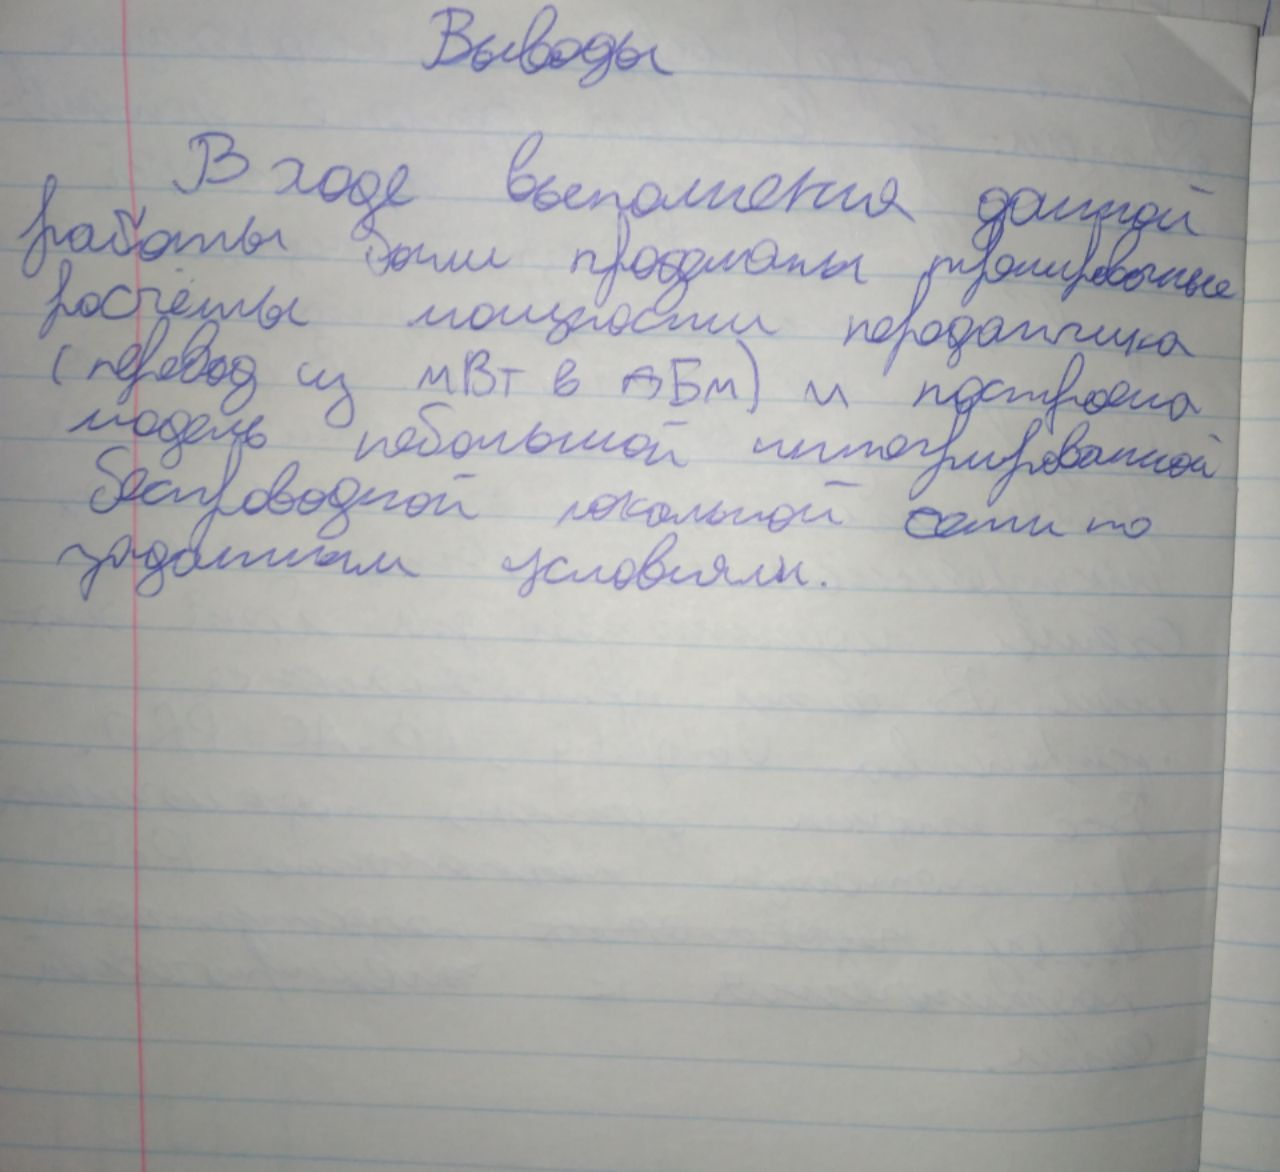 Выводы
В ходе выполнения данной
работы были проделаны тренировочные
расчёты мощности передатчика
(перевод из мВт в дБм) и построена
модель небольшой интегрированной
беспроводной локальной сети по
заданным условиям.